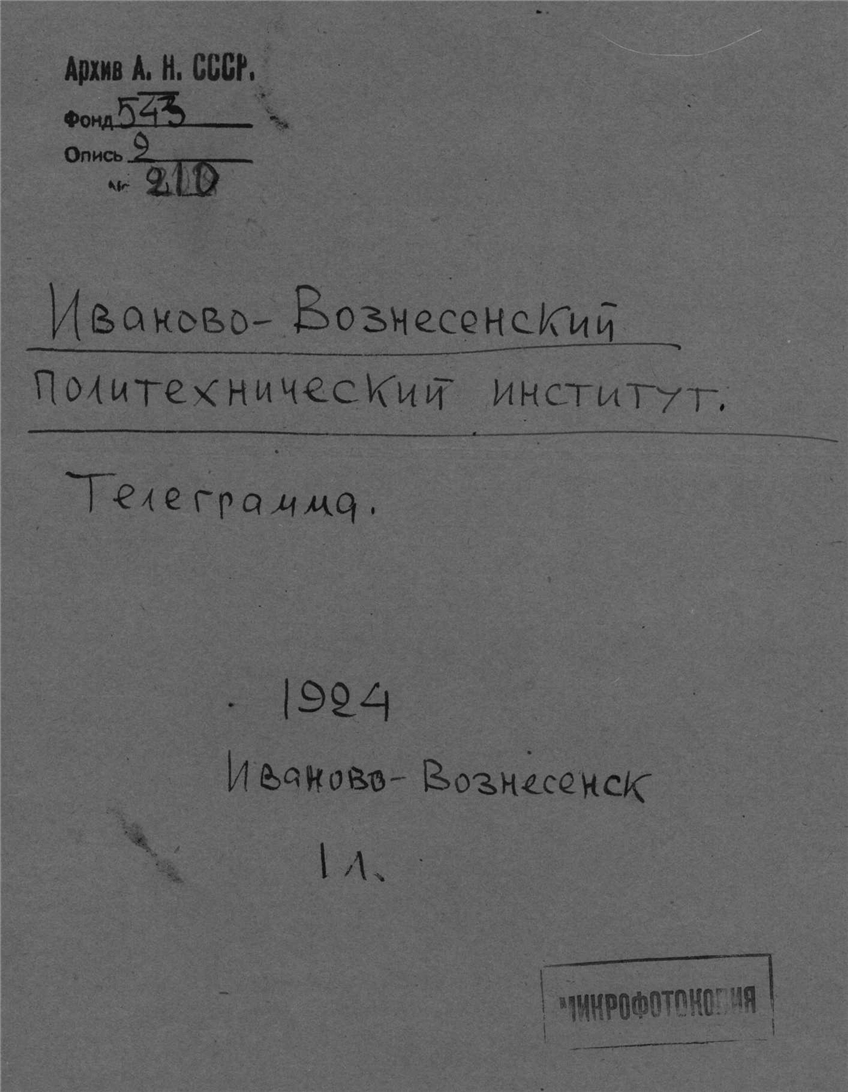 Архив А. Н. СССР.
Фонд 543
Опись 2
№ 210
Иваново-Вознесенский
политехнический институт.
Телеграмма.
1924
Иваново-Вознесенск
1 л.
МИКРОФОТОКОПИЯ